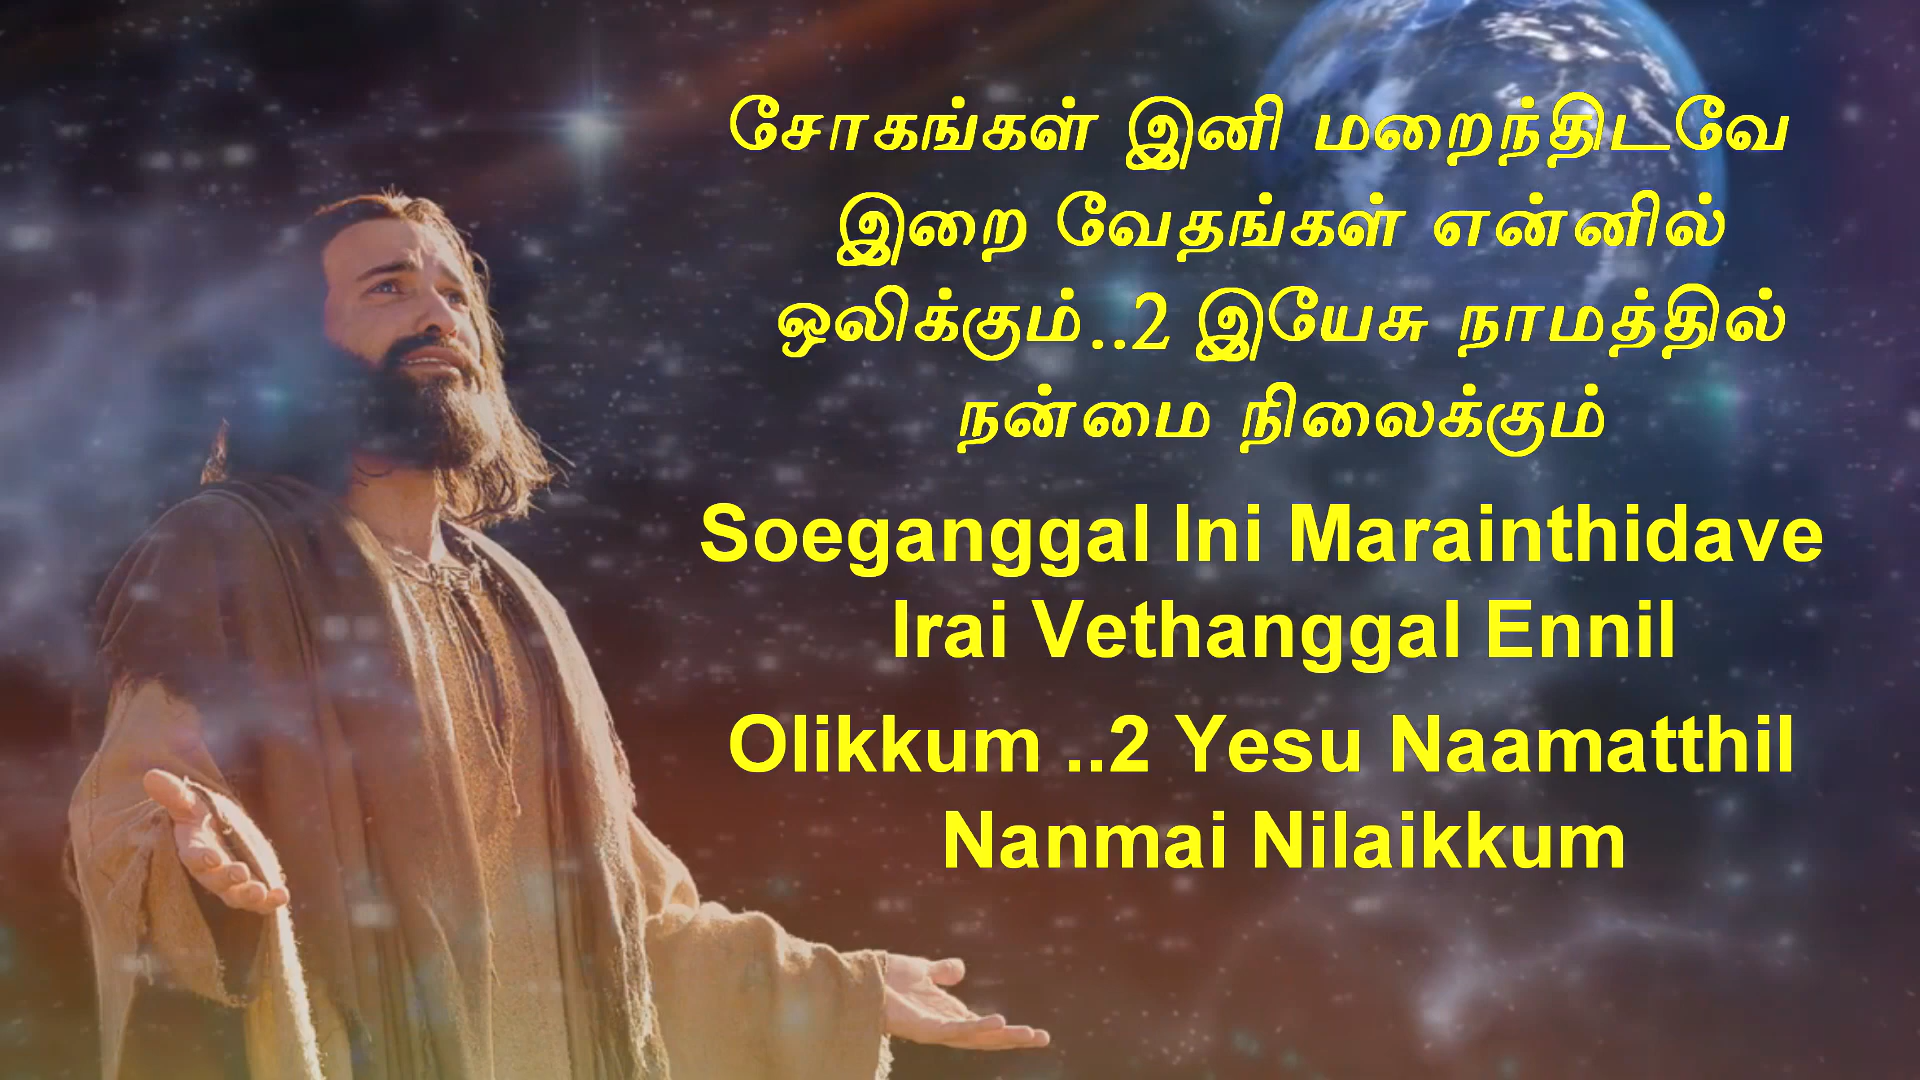 சோகங்கள் இனி மறைந்திடவே
இறை வேதங்கள் என்னில்
ஒலிக்கும்..2 இயேசு நாமத்தில்
நன்மை நிலைக்கும்
Soeganggal Ini Marainthidave
Irai Vethanggal Ennil
Olikkum ..2 Yesu Naamatthil
Nanmai Nilaikkum